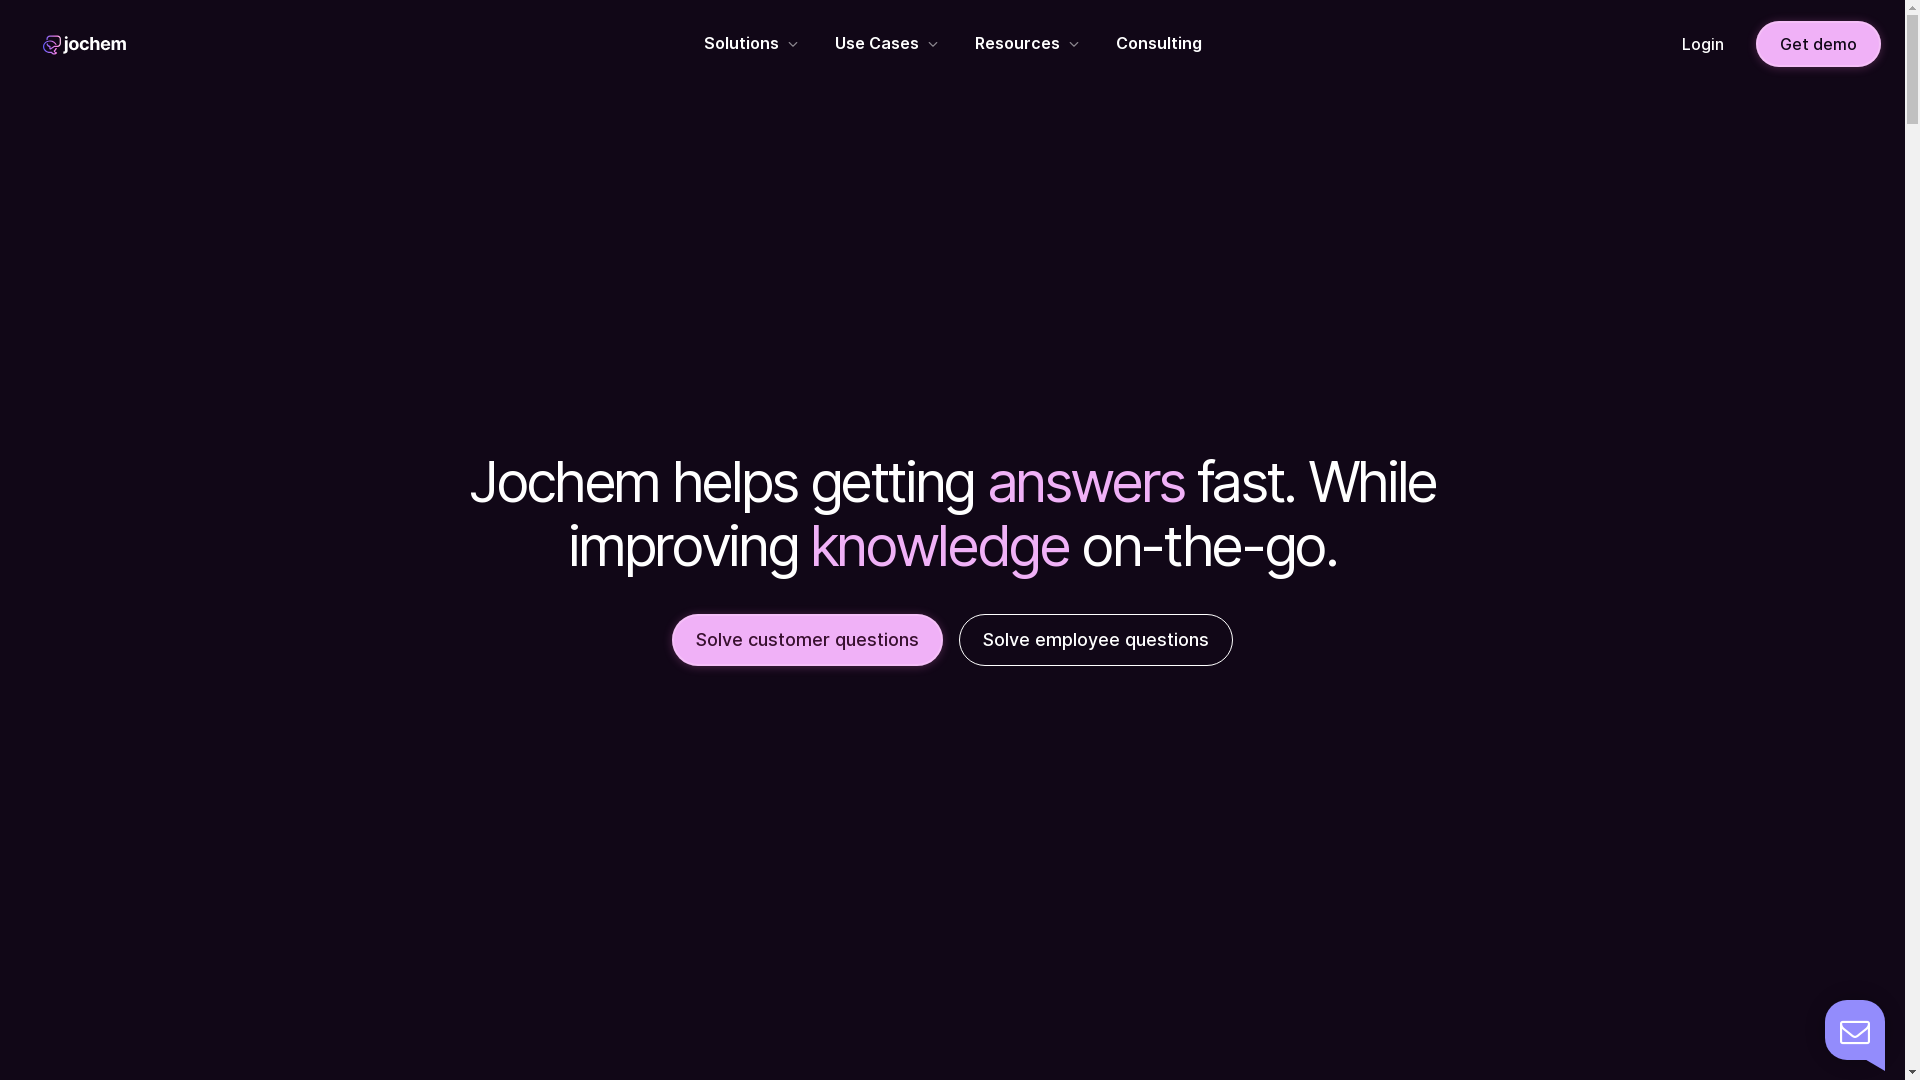 jochem
Solutions
Use Cases
Resources
Consulting
Login
Get demo
Jochem helps getting answers fast. While
improving knowledge on-the-go.
Solve customer questions
Solve employee questions